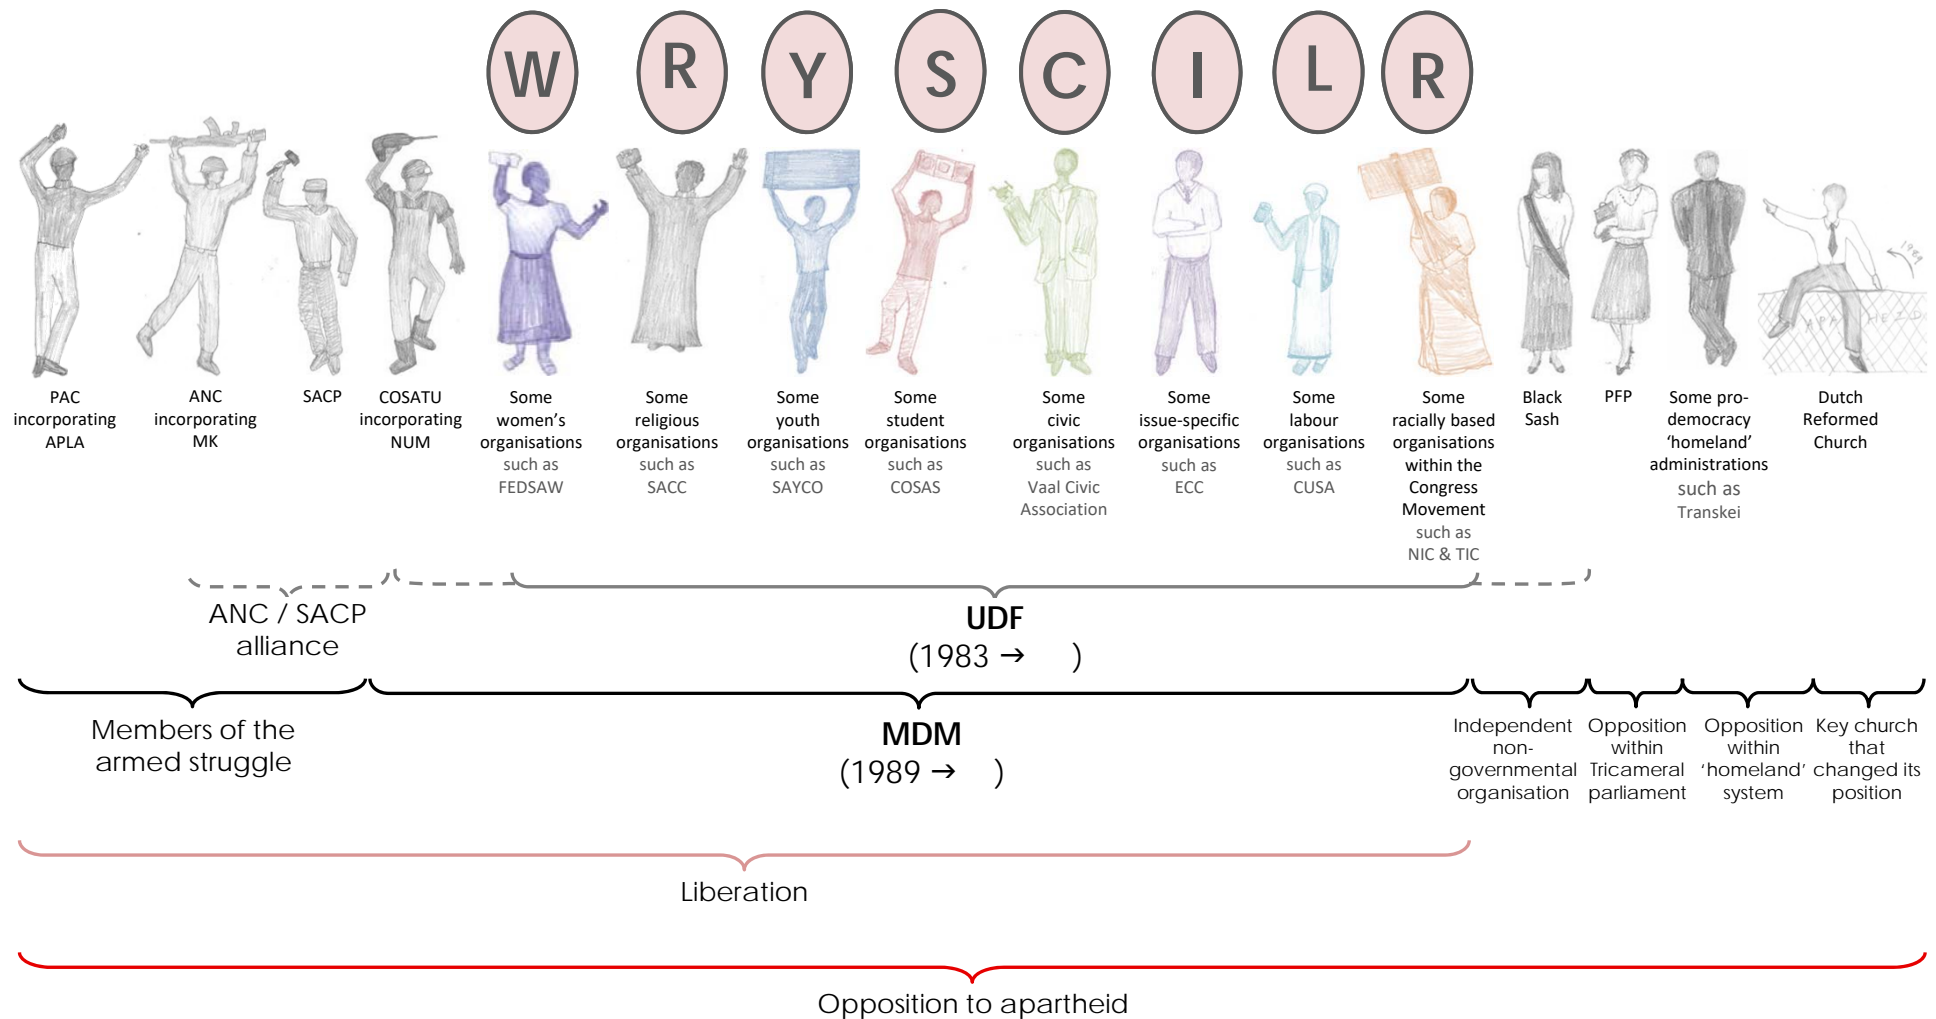 W R Y S C I L R
1989
APARTHEID
PAC
incorporating
APLA
ANC
incorporating
MK
SACP
COSATU
incorporating
NUM
Some
women's
organisations
such as
FEDSAW
Some
religious
organisations
such as
SACC
Some
youth
organisations
such as
SAYCO
Some
student
organisations
such as
COSAS
Some
civic
organisations
such as
Vaal Civic
Association
Some
issue-specific
organisations
such as
ECC
Some
labour
organisations
such as
CUSA
Some
racially based
organisations
within the
Congress
Movement
such as
NIC & TIC
Black
Sash
PFP
Some pro-
democracy
'homeland'
administrations
such as
Transkei
Dutch
Reformed
Church
ANC / SACP
alliance
UDF
(1983 → )
Members of the
armed struggle
MDM
(1989 → )
Independent
non-
governmental
organisation
Opposition
within
Tricameral
parliament
Opposition
within
'homeland'
system
Key church
that
changed its
position
Liberation
Opposition to apartheid